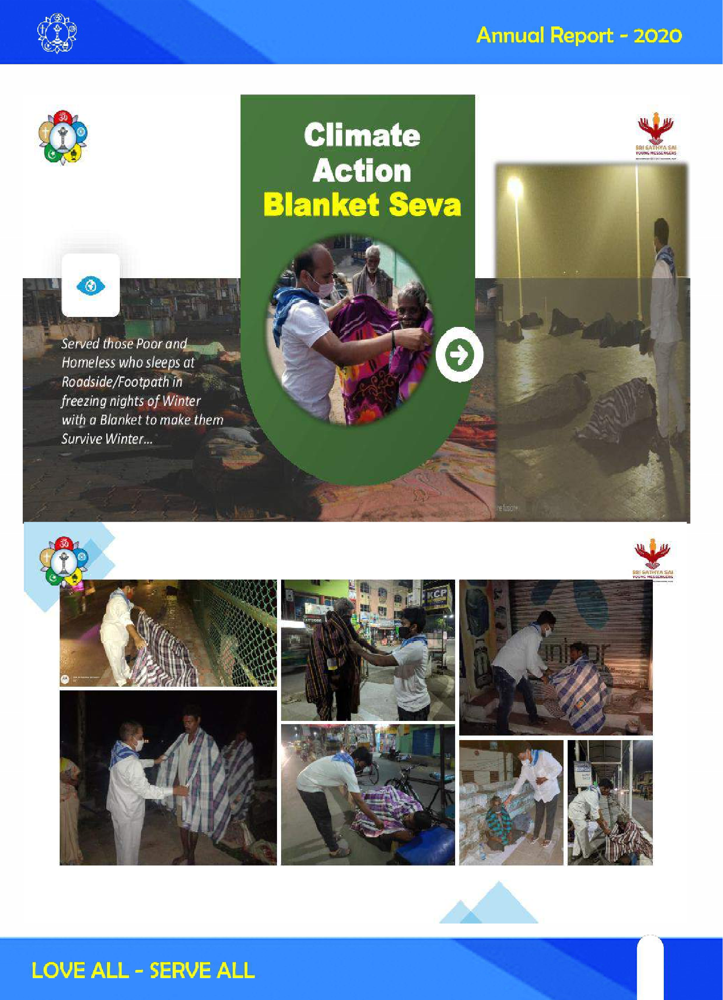 Annual Report - 2020
Climate
Action
Blanket Seva
SRI SATHYA SAI
YOUNG MESSENGERS
Served those Poor and
Homeless who sleeps at
Roadside/Footpath in
freezing nights of Winter
with a Blanket to make them
Survive Winter...
ne fusion+
SRI SATHYA SAI
YOUNG MESSENGERS
KCP
LOVE ALL - SERVE ALL